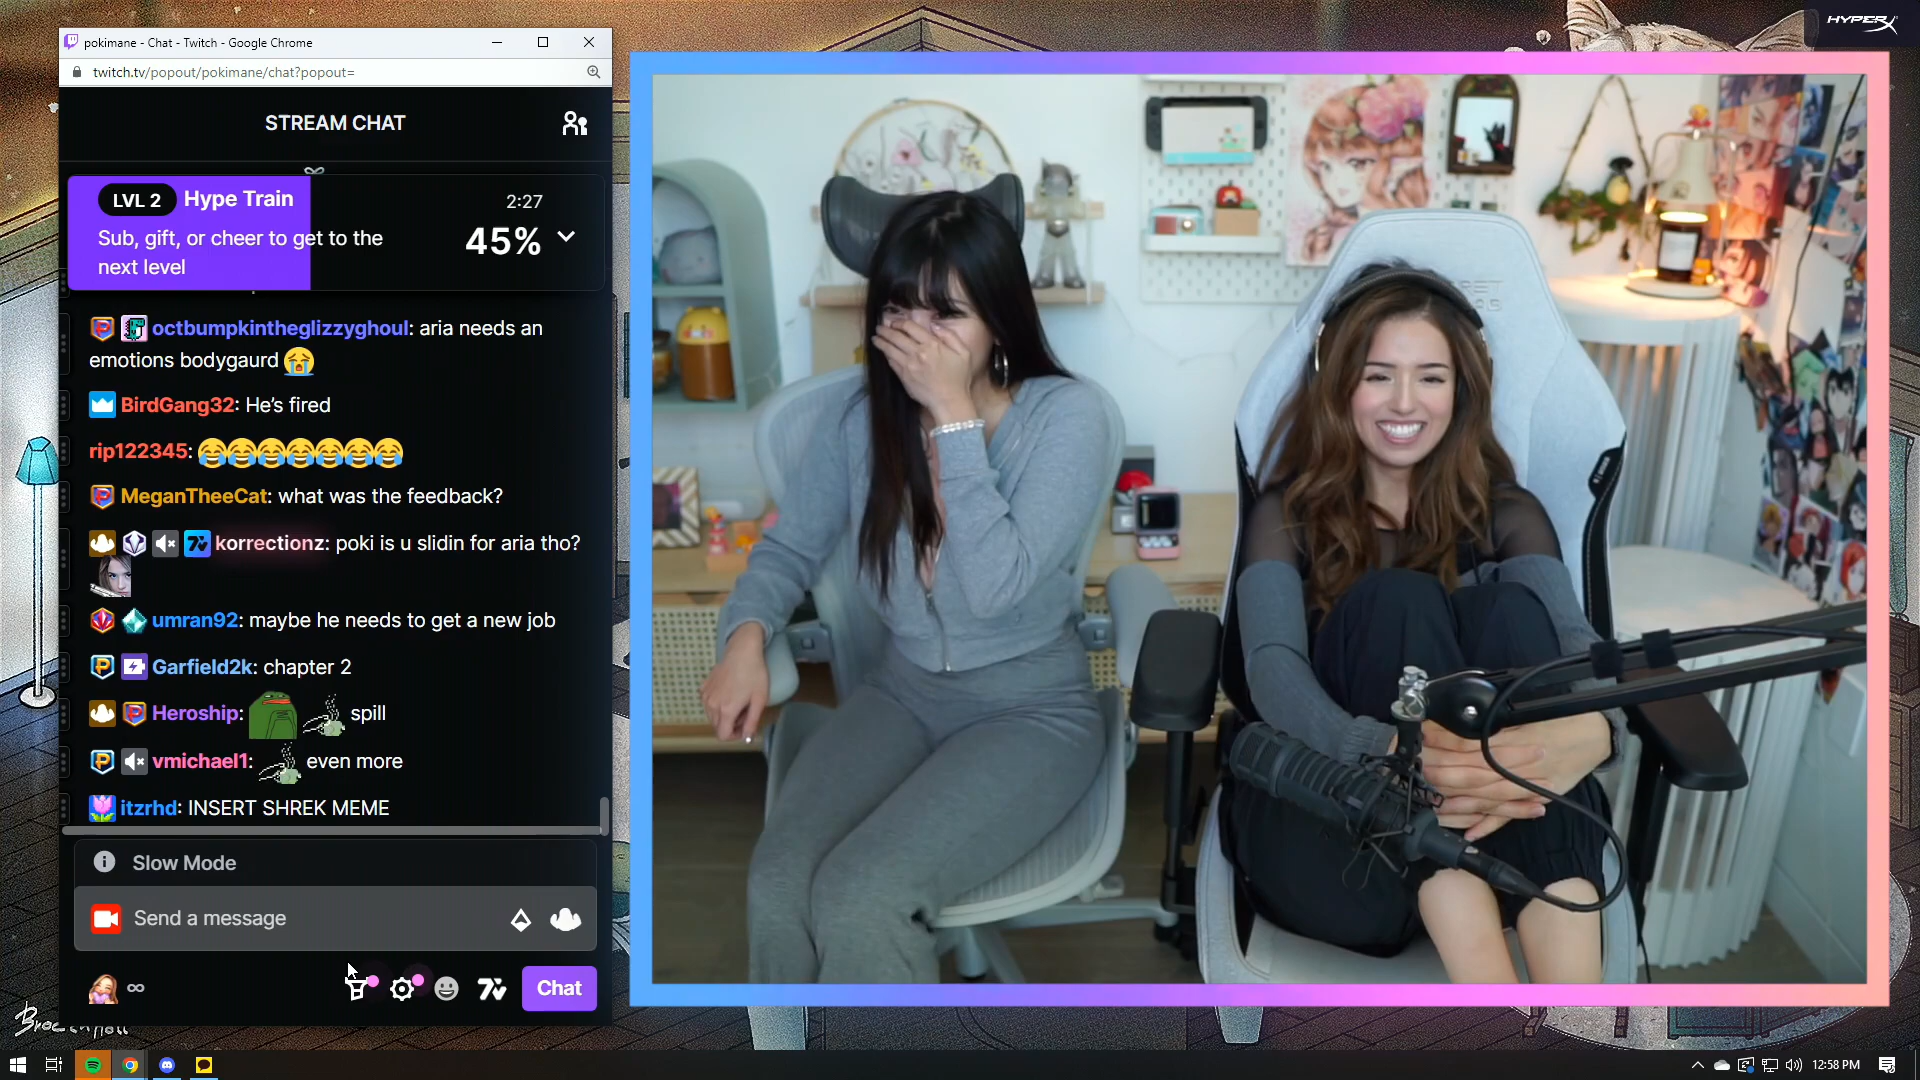 HYPERX
pokimane - Chat - Twitch - Google Chrome
twitch.tv/popout/pokimane/chat?popout=
STREAM CHAT
LVL 2 Hype Train 2:27
Sub, gift, or cheer to get to the
next level
45%
octbumpkintheglizzyghoul: aria needs an
emotions bodygaurd 😭
BirdGang32: He's fired
rip122345: 😂😂😂😂😂😂😂
MeganTheeCat: what was the feedback?
korrectionz: poki is u slidin for aria tho?
umran92: maybe he needs to get a new job
Garfield2k: chapter 2
Heroship: spill
vmichael1: even more
itzrhd: INSERT SHREK MEME
Slow Mode
Send a message
∞
Chat
12:58 PM